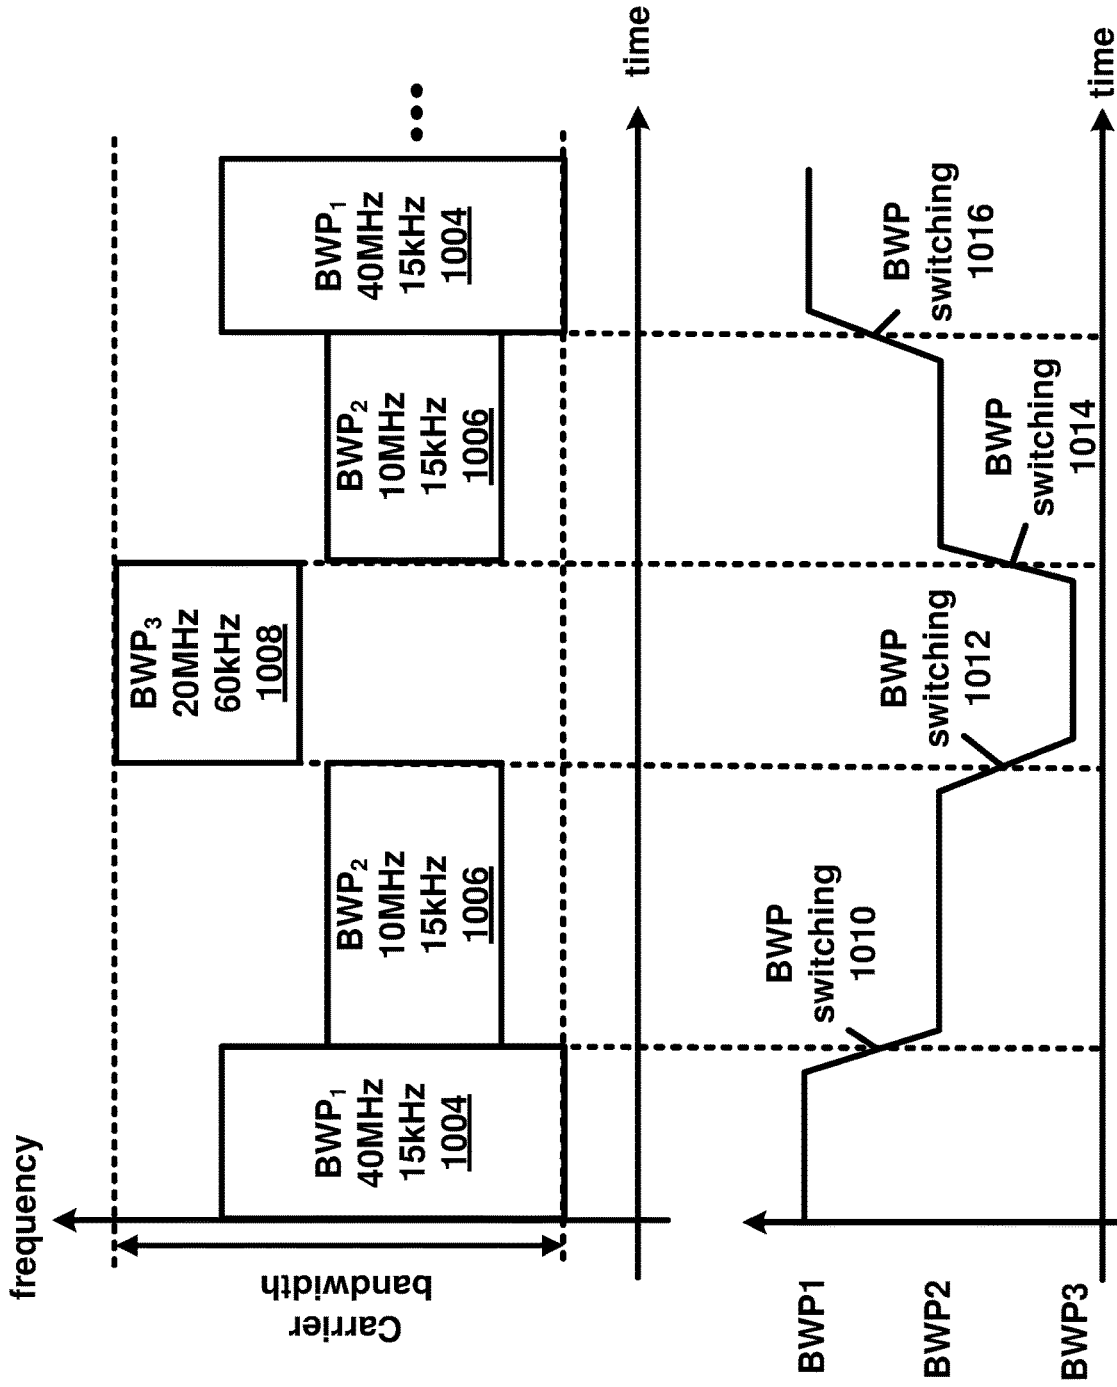 frequency
Carrier
bandwidth
BWP1
40MHz
15kHz
1004
BWP2
10MHz
15kHz
1006
BWP3
20MHz
60kHz
1008
BWP2
10MHz
15kHz
1006
BWP1
40MHz
15kHz
1004
•••
time
BWP1
BWP2
BWP3
BWP
switching
1010
BWP
switching
1012
BWP
switching
1014
BWP
switching
1016
time